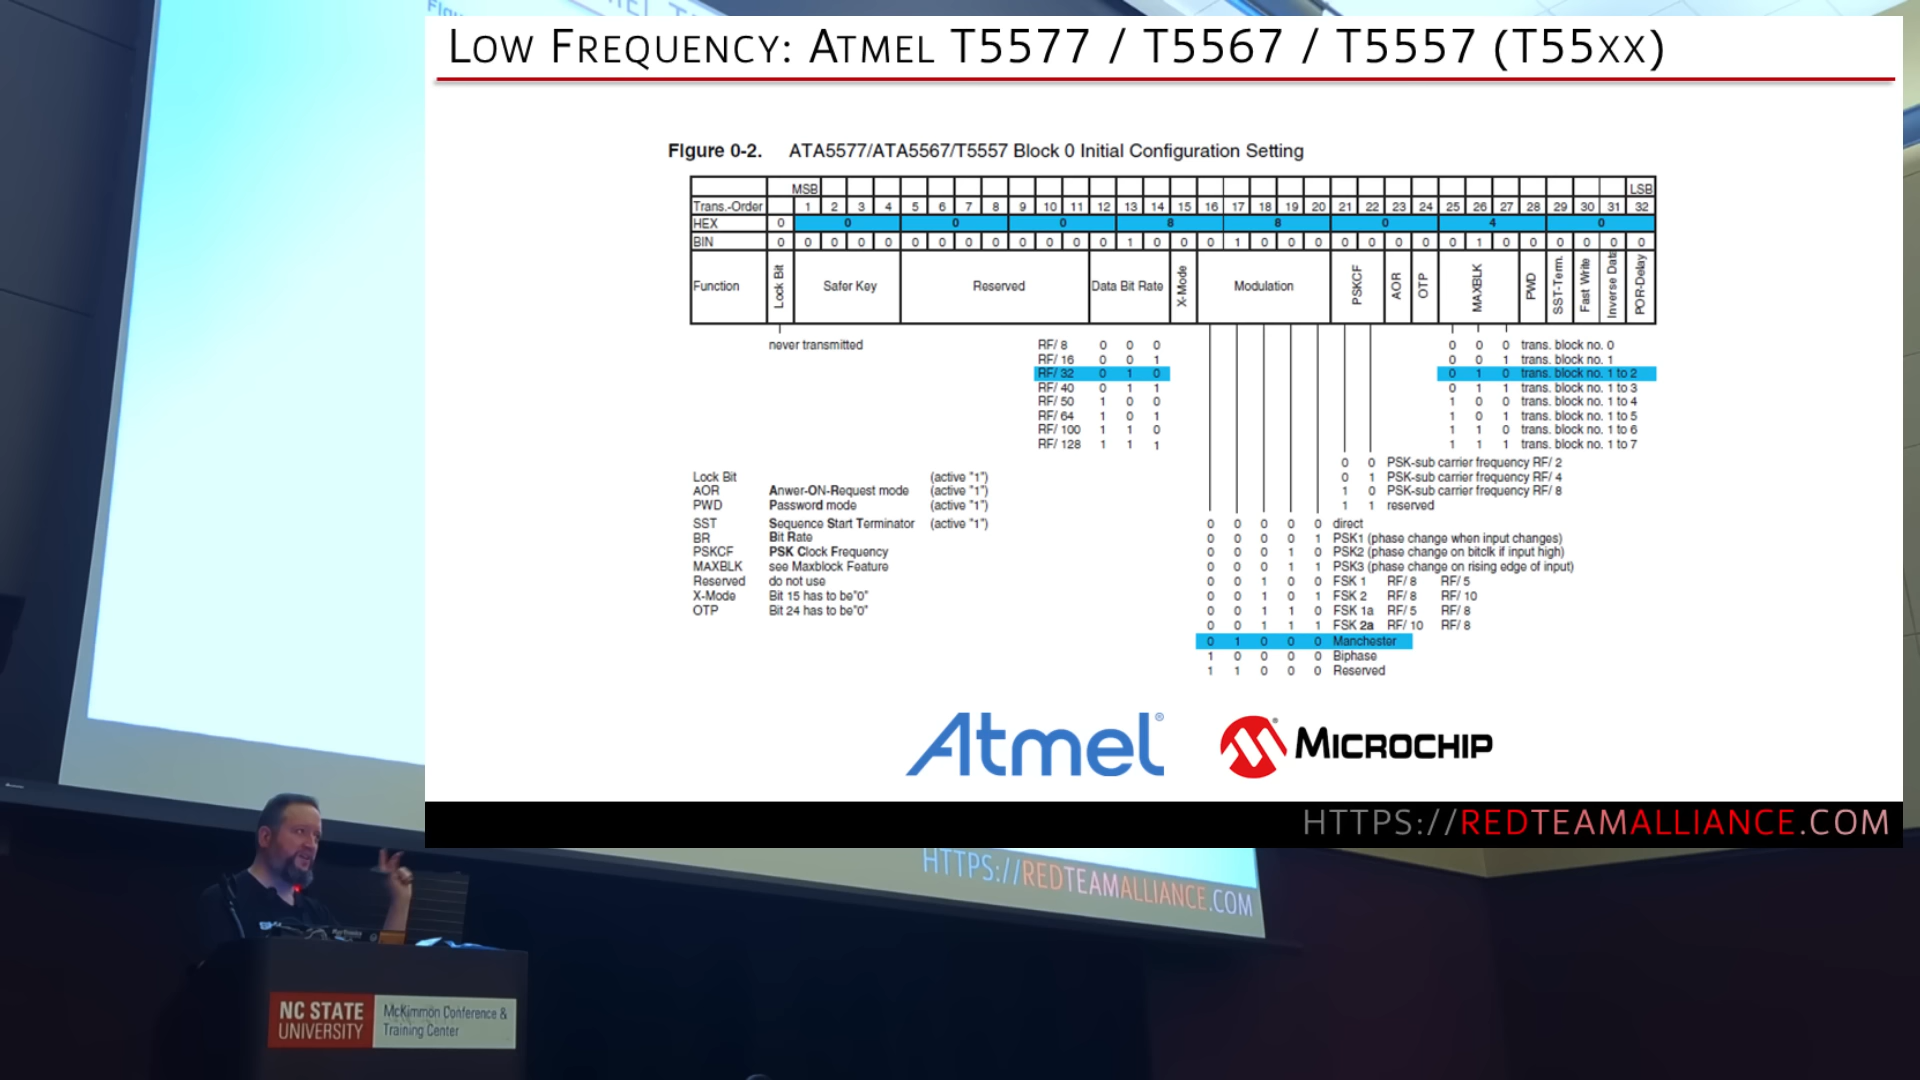 LOW FREQUENCY: ATMEL T5577 / T5567 / T5557 (T55XX)
Figure 0-2. ATA5577/ATA5567/T5557 Block 0 Initial Configuration Setting
MSB LSB
Trans.-Order 1 2 3 4 5 6 7 8 9 10 11 12 13 14 15 16 17 18 19 20 21 22 23 24 25 26 27 28 29 30 31 32
HEX 0 0 0 0 8 8 0 4 0
BIN 0 0 0 0 0 0 0 0 0 0 0 0 0 1 0 0 0 1 0 0 0 0 0 0 0 0 1 0 0 0 0 0 0
Function Lock Bit Safer Key Reserved Data Bit Rate X-Mode Modulation PSKCF AOR OTP MAXBLK PWD SST-Term. Fast Write Inverse Data POR-Delay
never transmitted RF/ 8 0 0 0 0 0 0 trans. block no. 0
RF/ 16 0 0 1 0 0 1 trans. block no. 1
RF/ 32 0 1 0 0 1 0 trans. block no. 1 to 2
RF/ 40 0 1 1 0 1 1 trans. block no. 1 to 3
RF/ 50 1 0 0 1 0 0 trans. block no. 1 to 4
RF/ 64 1 0 1 1 0 1 trans. block no. 1 to 5
RF/ 100 1 1 0 1 1 0 trans. block no. 1 to 6
RF/ 128 1 1 1 1 1 1 trans. block no. 1 to 7
0 0 PSK-sub carrier frequency RF/ 2
Lock Bit (active "1") 0 1 PSK-sub carrier frequency RF/ 4
AOR Anwer-ON-Request mode (active "1") 1 0 PSK-sub carrier frequency RF/ 8
PWD Password mode (active "1") 1 1 reserved
SST Sequence Start Terminator (active "1") 0 0 0 0 0 direct
BR Bit Rate 0 0 0 0 1 PSK1 (phase change when input changes)
PSKCF PSK Clock Frequency 0 0 0 1 0 PSK2 (phase change on bitclk if input high)
MAXBLK see Maxblock Feature 0 0 0 1 1 PSK3 (phase change on rising edge of input)
Reserved do not use 0 0 1 0 0 FSK 1 RF/ 8 RF/ 5
X-Mode Bit 15 has to be"0" 0 0 1 0 1 FSK 2 RF/ 8 RF/ 10
OTP Bit 24 has to be"0" 0 0 1 1 0 FSK 1a RF/ 5 RF/ 8
0 0 1 1 1 FSK 2a RF/ 10 RF/ 8
0 1 0 0 0 Manchester
1 0 0 0 0 Biphase
1 1 0 0 0 Reserved
Atmel® MICROCHIP
HTTPS://REDTEAMALLIANCE.COM
HTTPS://REDTEAMALLIANCE.COM
NC STATE UNIVERSITY
McKimmon Conference &
Training Center